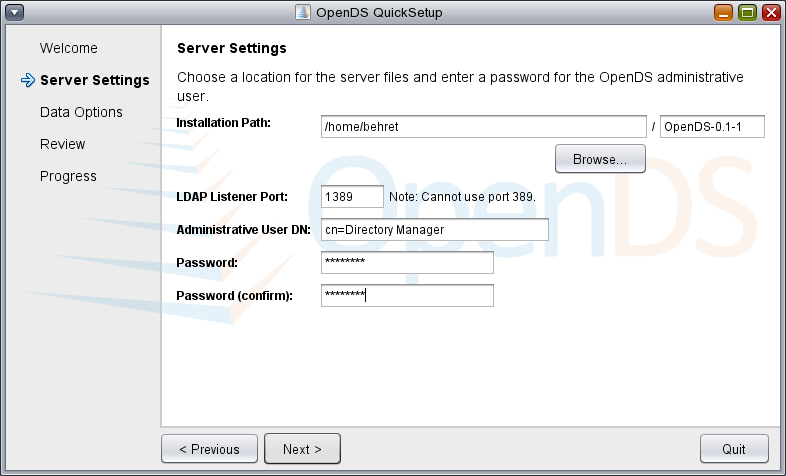 OpenDS QuickSetup
Welcome
Server Settings
Data Options
Review
Progress
Server Settings
Choose a location for the server files and enter a password for the OpenDS administrative
user.
Installation Path: /home/behret / OpenDS-0.1-1
Browse...
LDAP Listener Port: 1389 Note: Cannot use port 389.
Administrative User DN: cn=Directory Manager
Password: ********
Password (confirm): ********
OpenDS
< Previous Next > Quit